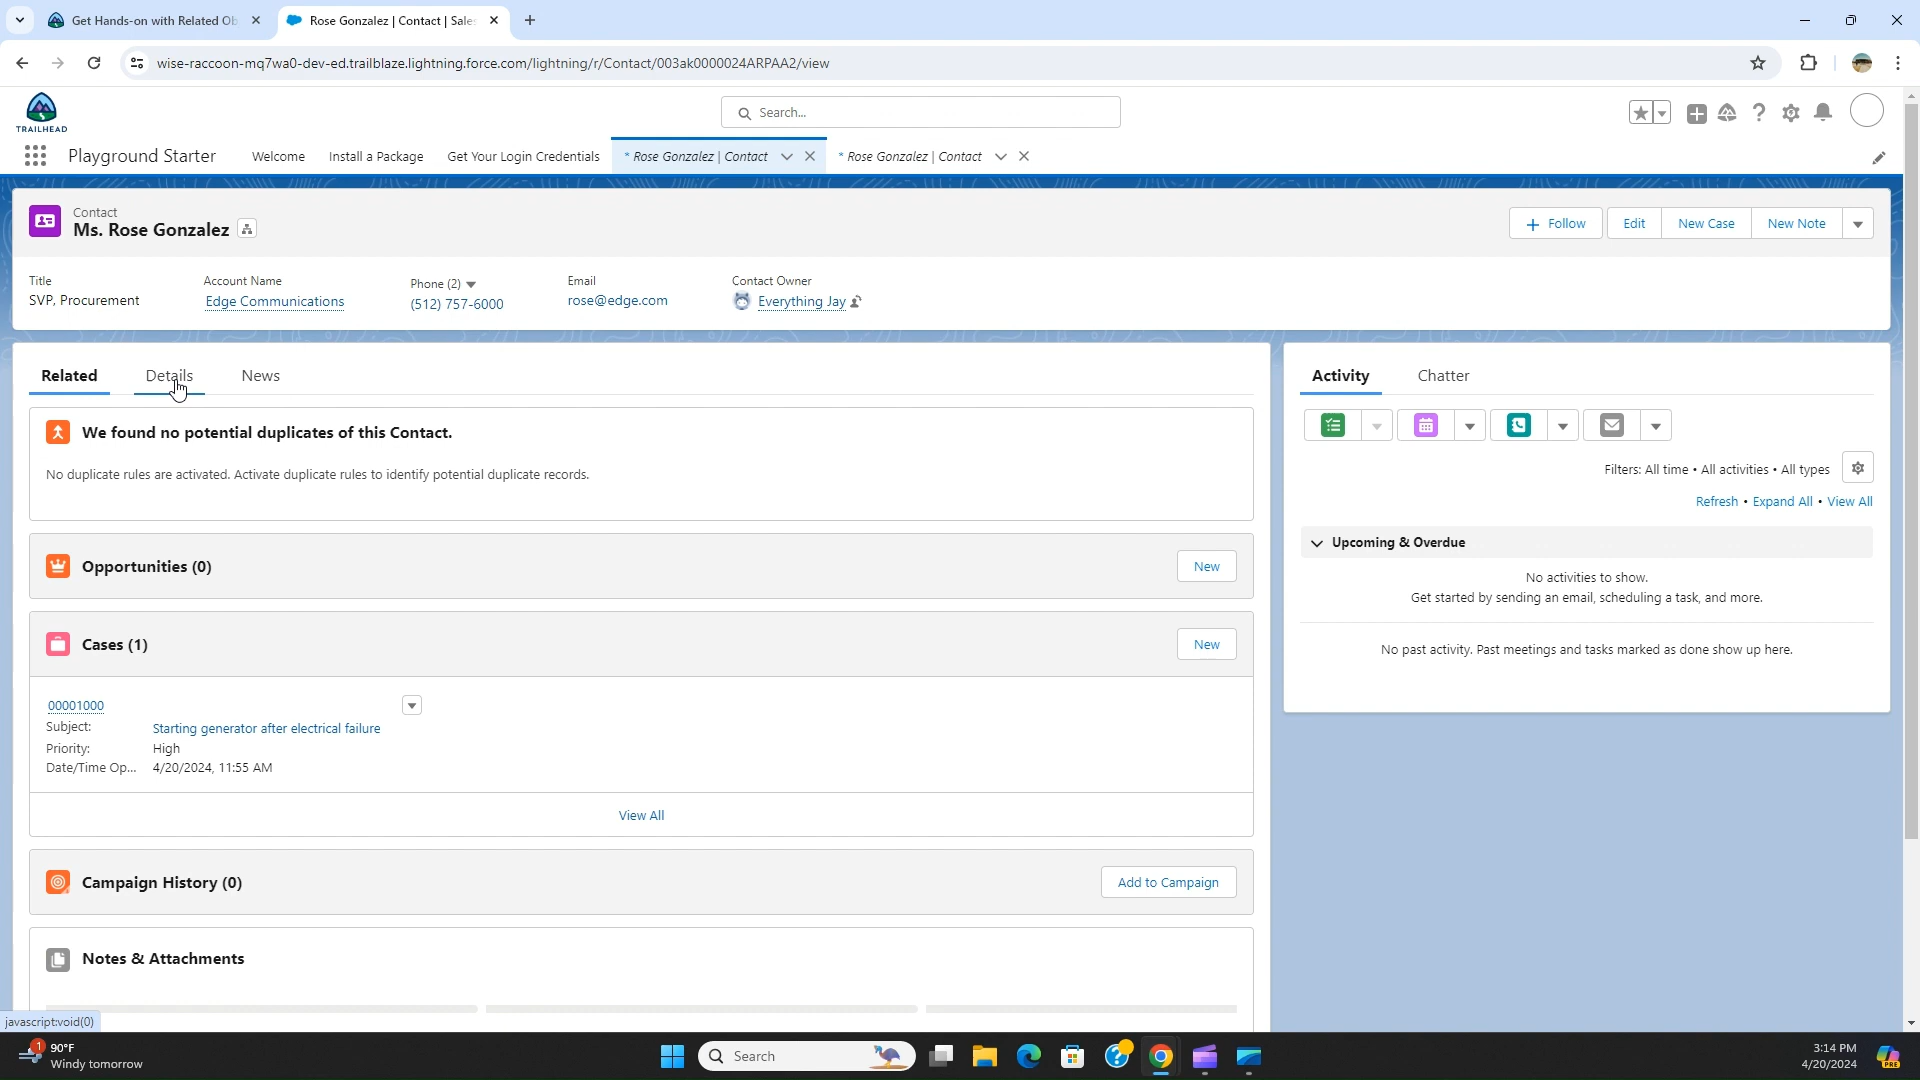 Get Hands-on with Related Ob
Rose Gonzalez | Contact | Sales
wise-raccoon-mq7wa0-dev-ed.trailblaze.lightning.force.com/lightning/r/Contact/003ak0000024ARPAA2/view
TRAILHEAD
Search...
Playground Starter
Welcome
Install a Package
Get Your Login Credentials
* Rose Gonzalez | Contact
* Rose Gonzalez | Contact
Contact
Ms. Rose Gonzalez
Follow
Edit
New Case
New Note
Title
Account Name
Phone (2)
Email
Contact Owner
SVP, Procurement
Edge Communications
(512) 757-6000
rose@edge.com
Everything Jay
Related
Details
News
We found no potential duplicates of this Contact.
No duplicate rules are activated. Activate duplicate rules to identify potential duplicate records.
Opportunities (0)
New
Cases (1)
New
00001000
Subject:
Starting generator after electrical failure
Priority:
High
Date/Time Op...
4/20/2024, 11:55 AM
View All
Campaign History (0)
Add to Campaign
Notes & Attachments
Activity
Chatter
Filters: All time • All activities • All types
Refresh • Expand All • View All
Upcoming & Overdue
No activities to show.
Get started by sending an email, scheduling a task, and more.
No past activity. Past meetings and tasks marked as done show up here.
javascript:void(0)
1
90°F
Windy tomorrow
Search
PRE
3:14 PM
4/20/2024